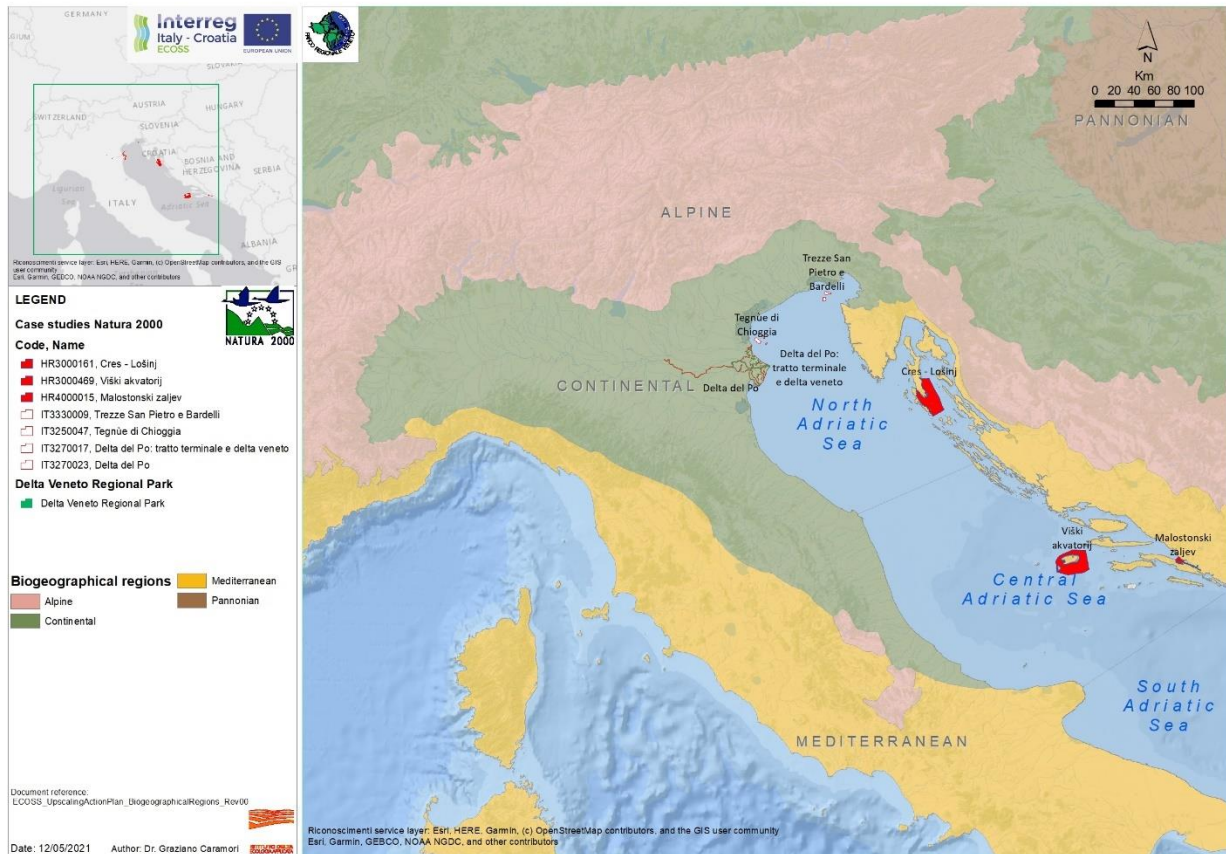 GERMANY
Interreg
Italy - Croatia
ECOSS
EUROPEAN UNION
SWITZERLAND
AUSTRIA
HUNGARY
SLOVENIA
CROATIA
BOSNIA AND
HERZEGOVINA
SERBIA
Ligurian
Sea
ITALY
Adriatic Sea
ALBANIA
Riconoscimenti service layer: Esri, HERE, Garmin, (c) OpenStreetMap contributors, and the GIS
user community
Esri, Garmin, GEBCO, NOAA NGDC, and other contributors
LEGEND
Case studies Natura 2000
NATURA 2000
Code, Name
HR3000161, Cres - Lošinj
HR3000469, Viški akvatorij
HR4000015, Malostonski zaljev
IT3330009, Trezze San Pietro e Bardelli
IT3250047, Tegnùe di Chioggia
IT3270017, Delta del Po: tratto terminale e delta veneto
IT3270023, Delta del Po
Delta Veneto Regional Park
Delta Veneto Regional Park
Biogeographical regions
Alpine
Continental
Mediterranean
Pannonian
Document reference:
ECOSS_UpscalingActionPlan_BiogeographicalRegions_Rev00
Date: 12/05/2021
Author: Dr. Graziano Caramori
N
Km
0 20 40 60 80 100
PANNONIAN
ALPINE
Trezze San
Pietro e
Bardelli
Tegnùe di
Chioggia
Delta del Po:
tratto terminale
e delta veneto
CONTINENTAL
Delta del Po
Cres - Lošinj
North
Adriatic
Sea
Viški
akvatorij
Malostonski
zaljev
Central
Adriatic Sea
South
Adriatic
Sea
MEDITERRANEAN
Riconoscimenti service layer: Esri, HERE, Garmin, (c) OpenStreetMap contributors, and the GIS user community
Esri, Garmin, GEBCO, NOAA NGDC, and other contributors